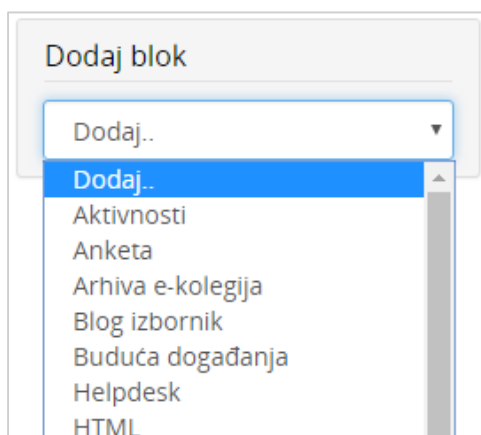 Dodaj blok
Dodaj..
Dodaj..
Aktivnosti
Anketa
Arhiva e-kolegija
Blog izbornik
Buduća događanja
Helpdesk
HTML